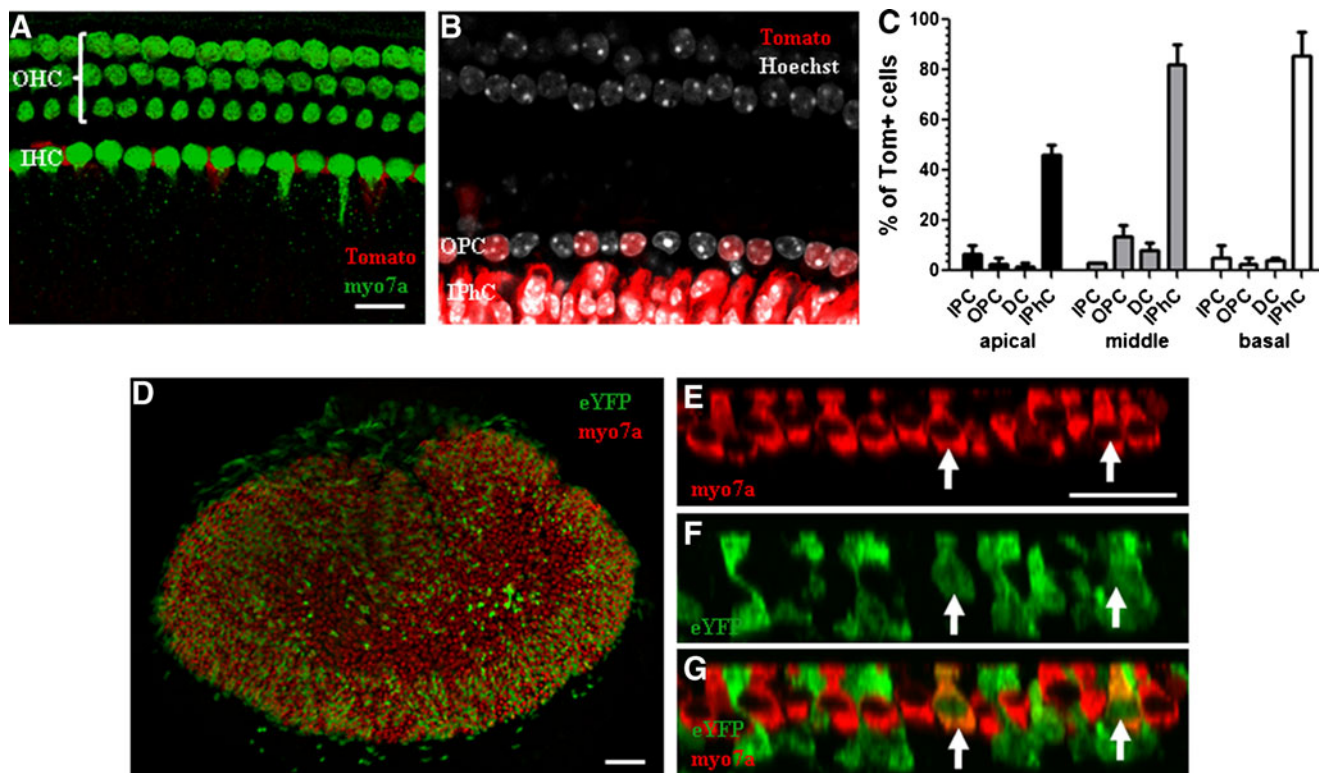 A
OHC
IHC
Tomato
myo7a
B
Tomato
Hoechst
OPC
IPhC
C
% of Tom+ cells
100
80
60
40
20
0
IPC OPC DC IPhC IPC OPC DC IPhC IPC OPC DC IPhC
apical middle basal
D
eYFP
myo7a
E
myo7a
F
eYFP
G
eYFP
myo7a